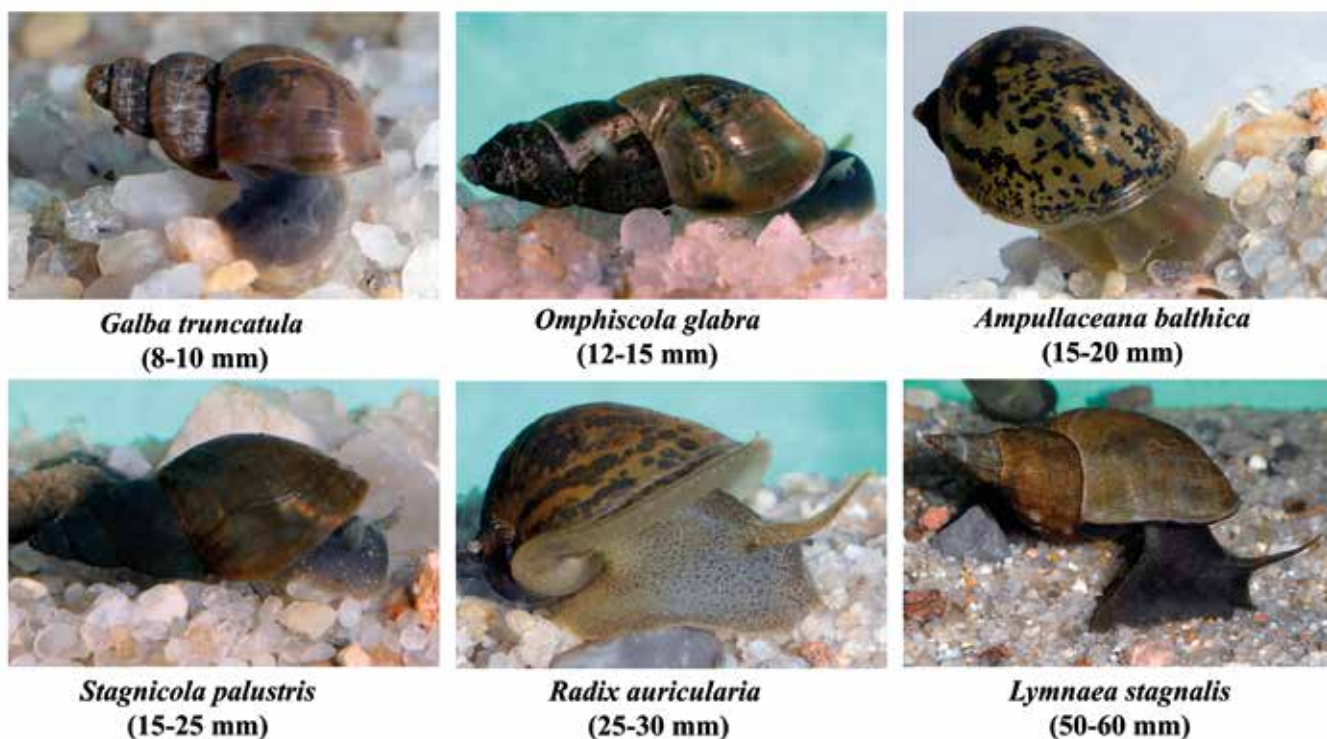 Galba truncatula
(8-10 mm)
Omphiscola glabra
(12-15 mm)
Ampullaceana balthica
(15-20 mm)
Stagnicola palustris
(15-25 mm)
Radix auricularia
(25-30 mm)
Lymnaea stagnalis
(50-60 mm)